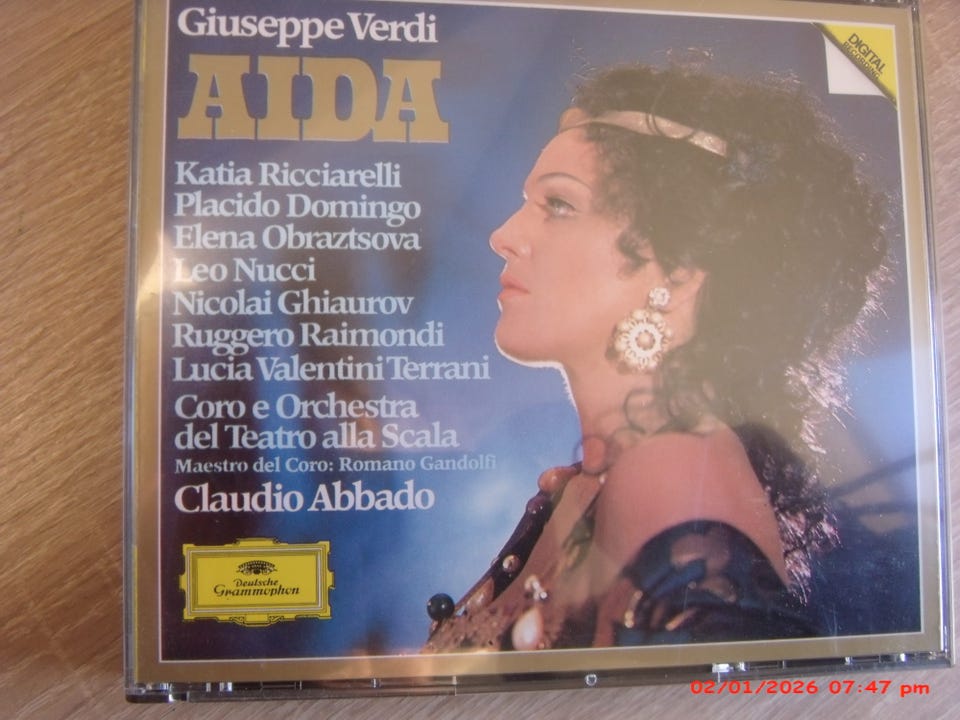 Giuseppe Verdi
AIDA
Katia Ricciarelli
Placido Domingo
Elena Obraztsova
Leo Nucci
Nicolai Ghiaurov
Ruggero Raimondi
Lucia Valentini Terrani
Coro e Orchestra
del Teatro alla Scala
Maestro del Coro: Romano Gandolfi
Claudio Abbado
Deutsche
Grammophon
DIGITAL
RECORDING
02/01/2026 07:47 pm